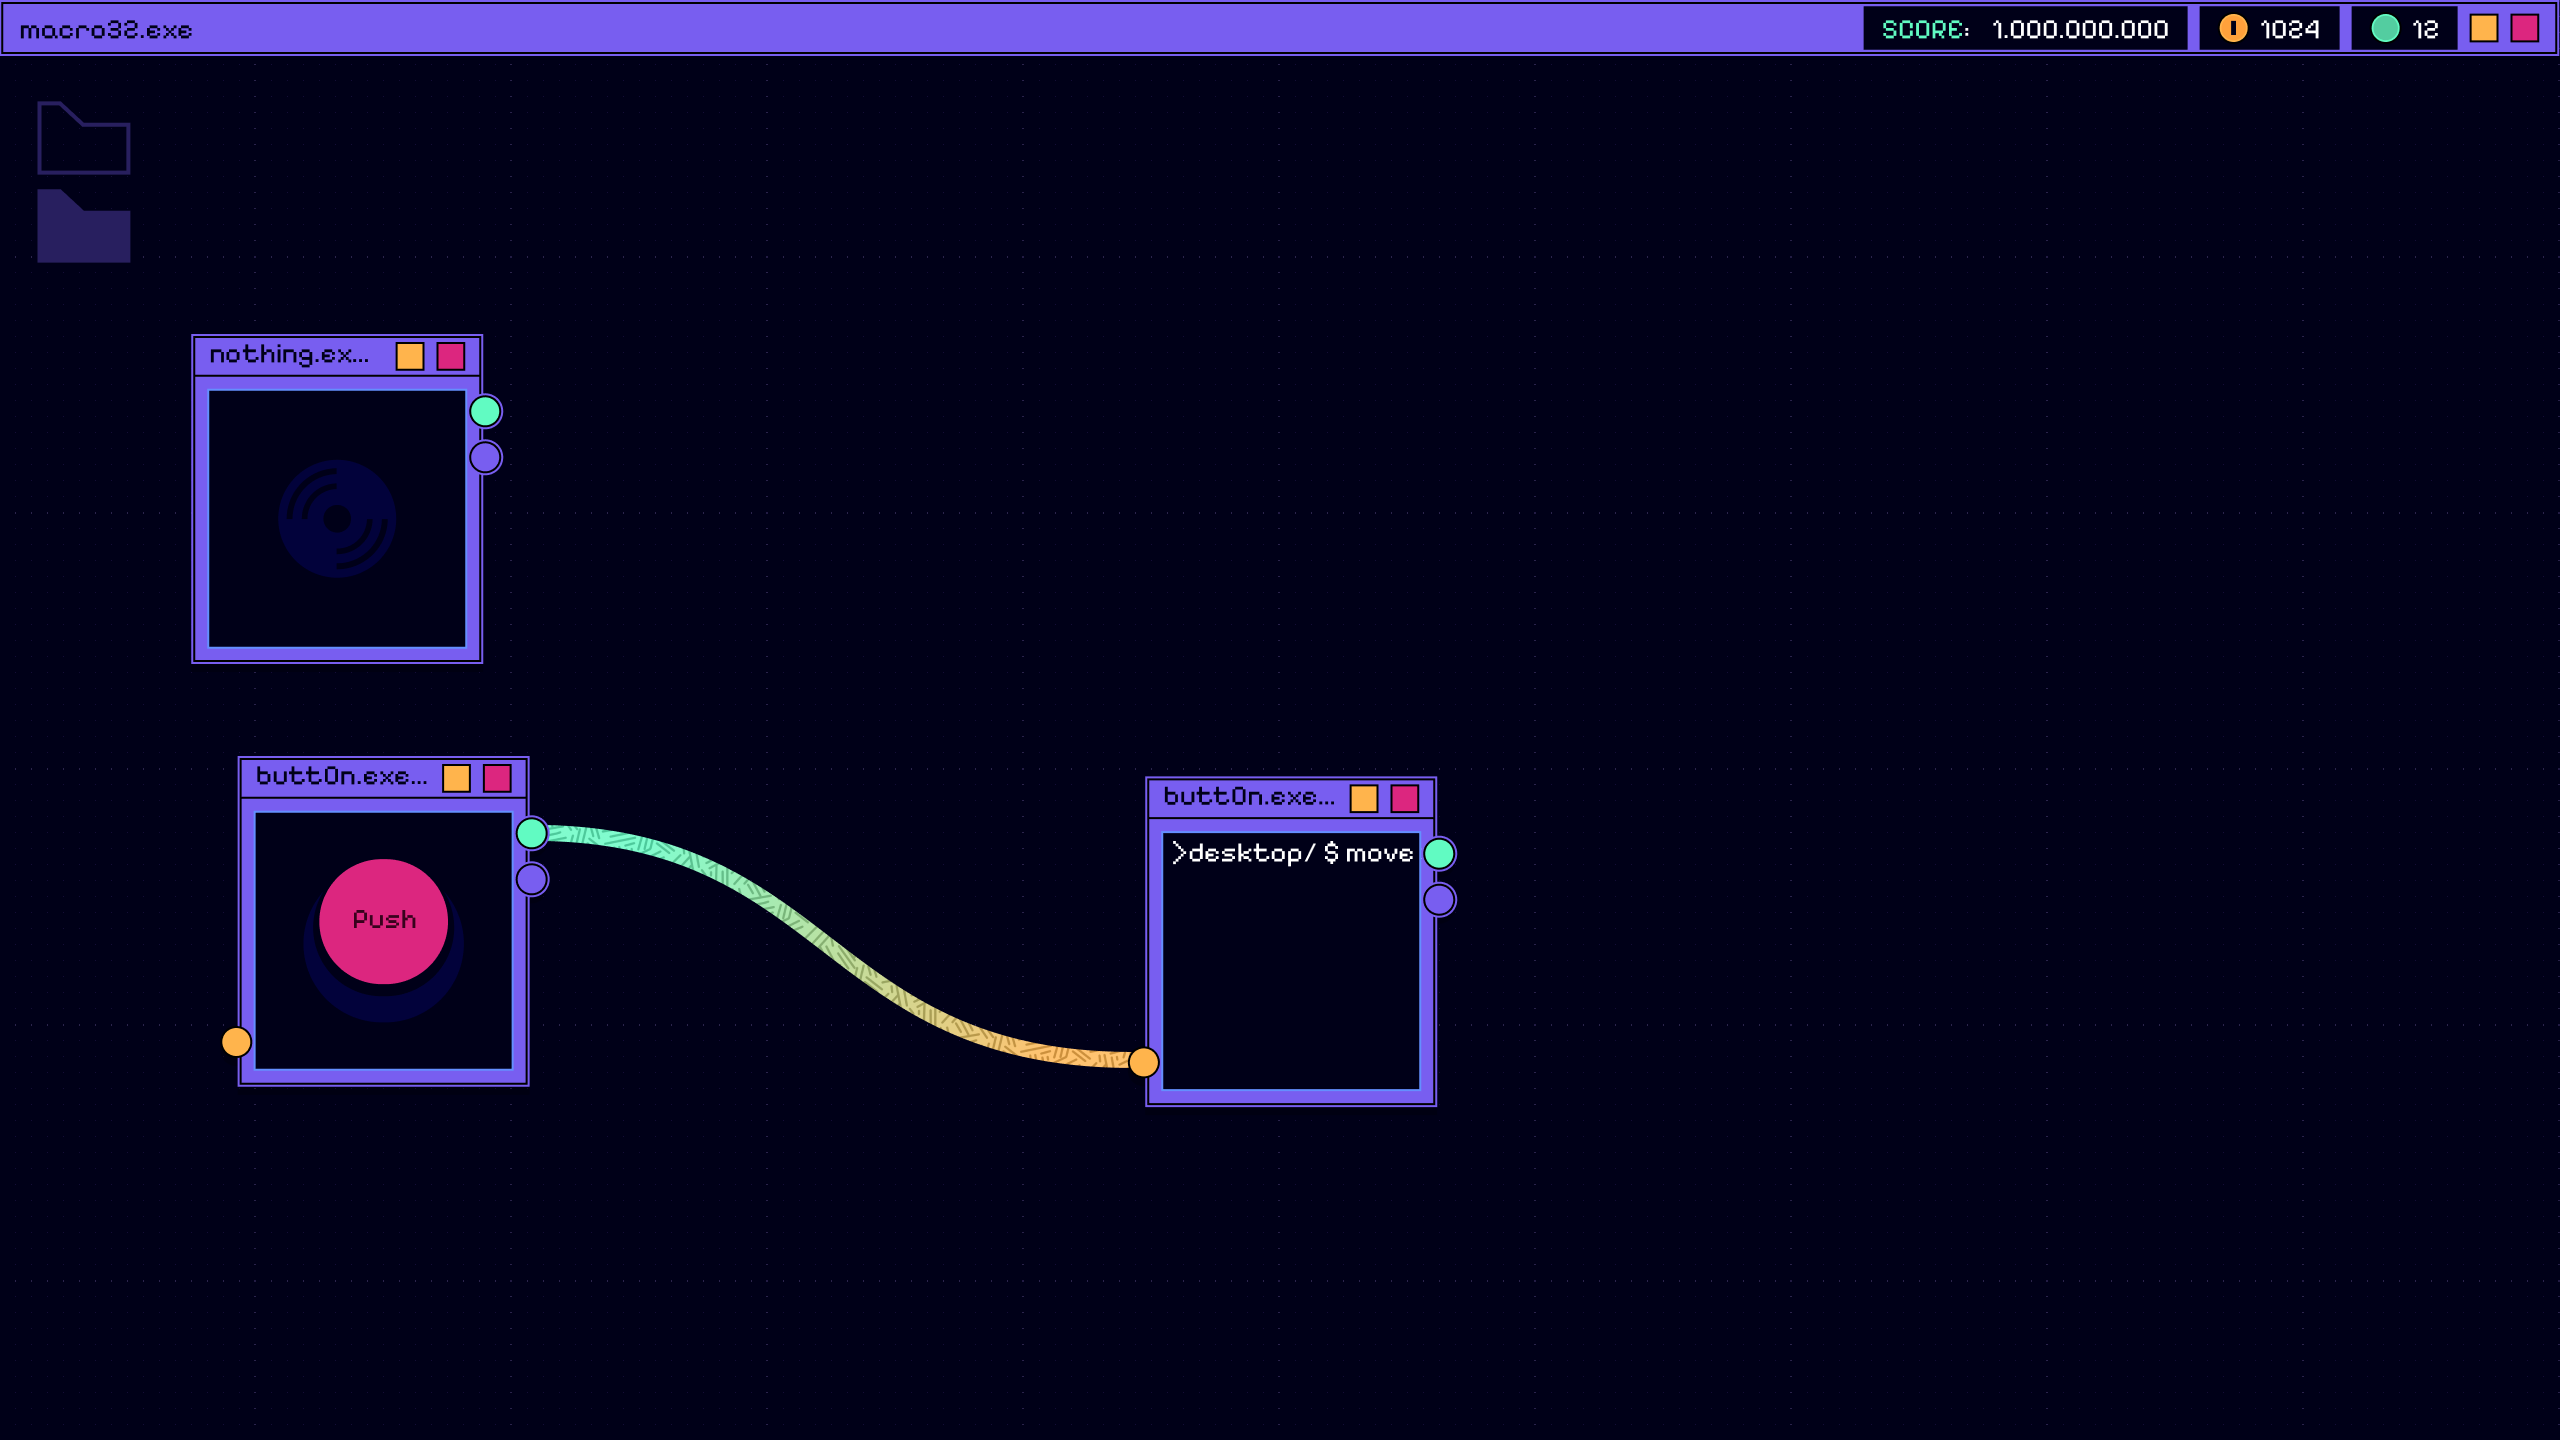 macro32.exe
SCORE: 1.000.000.000
1024
12
nothing.ex...
butt0n.exe...
Push
butt0n.exe...
>desktop/ $ move